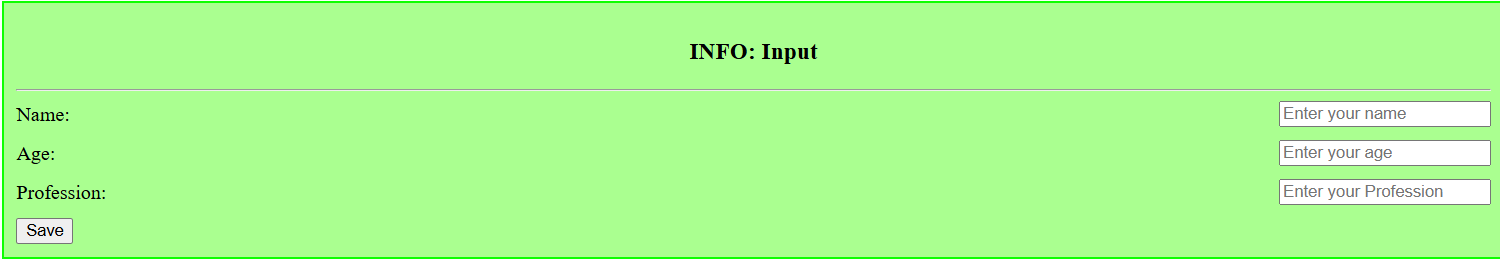 INFO: Input
Name: Enter your name
Age: Enter your age
Profession: Enter your Profession
Save